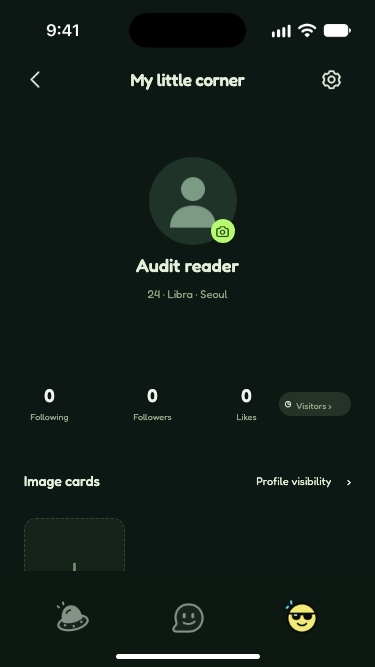 9:41
My little corner
Audit reader
24 · Libra · Seoul
0 0 0
Following Followers Likes
Visitors ›
Image cards Profile visibility ›